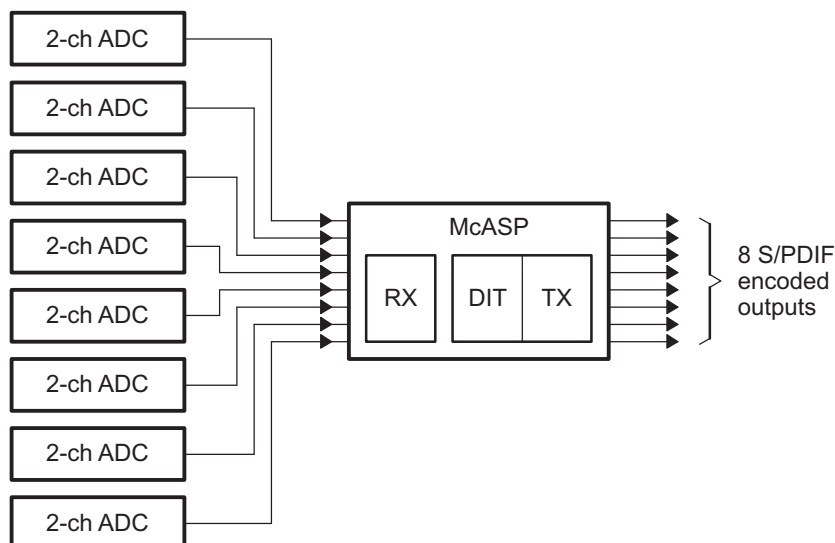 2-ch ADC
2-ch ADC
2-ch ADC
2-ch ADC
2-ch ADC
2-ch ADC
2-ch ADC
2-ch ADC
McASP
RX
DIT
TX
8 S/PDIF
encoded
outputs